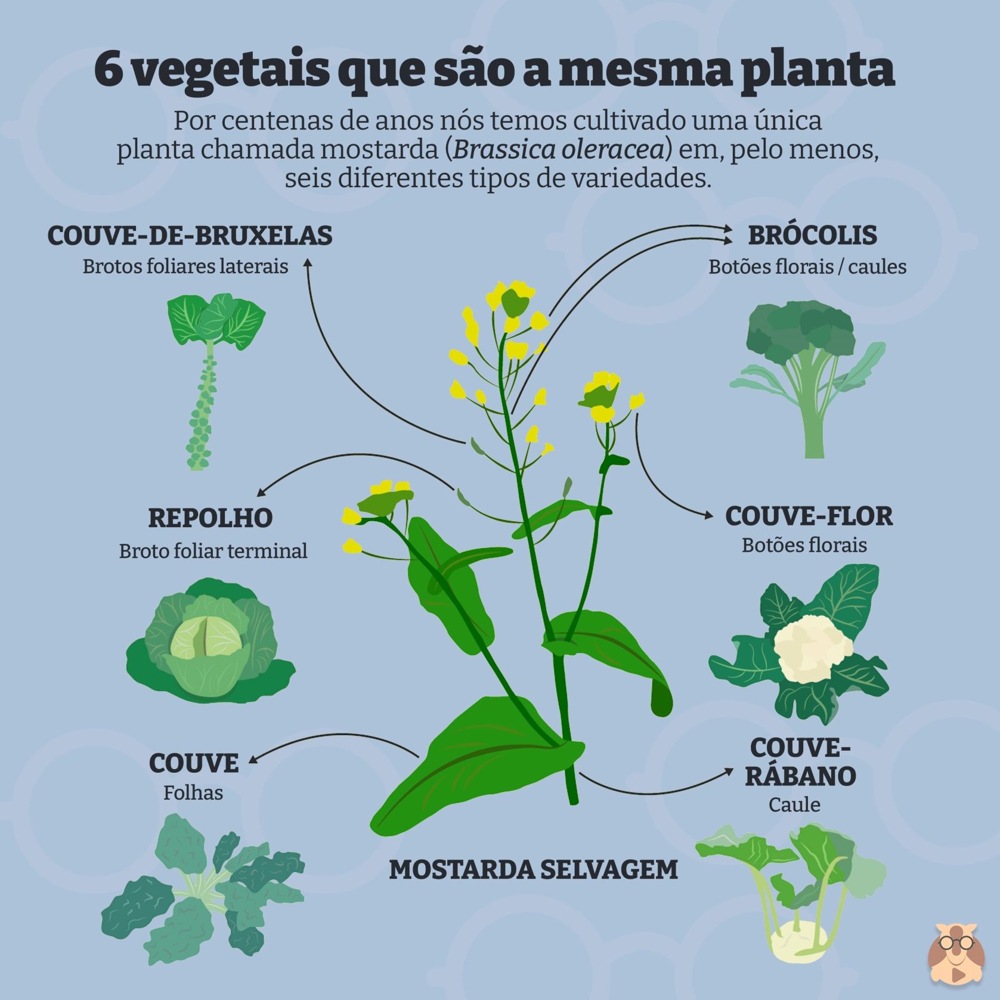 6 vegetais que são a mesma planta
Por centenas de anos nós temos cultivado uma única
planta chamada mostarda (Brassica oleracea) em, pelo menos,
seis diferentes tipos de variedades.
COUVE-DE-BRUXELAS
Brotos foliares laterais
BRÓCOLIS
Botões florais / caules
REPOLHO
Broto foliar terminal
COUVE-FLOR
Botões florais
COUVE
Folhas
COUVE-
RÁBANO
Caule
MOSTARDA SELVAGEM